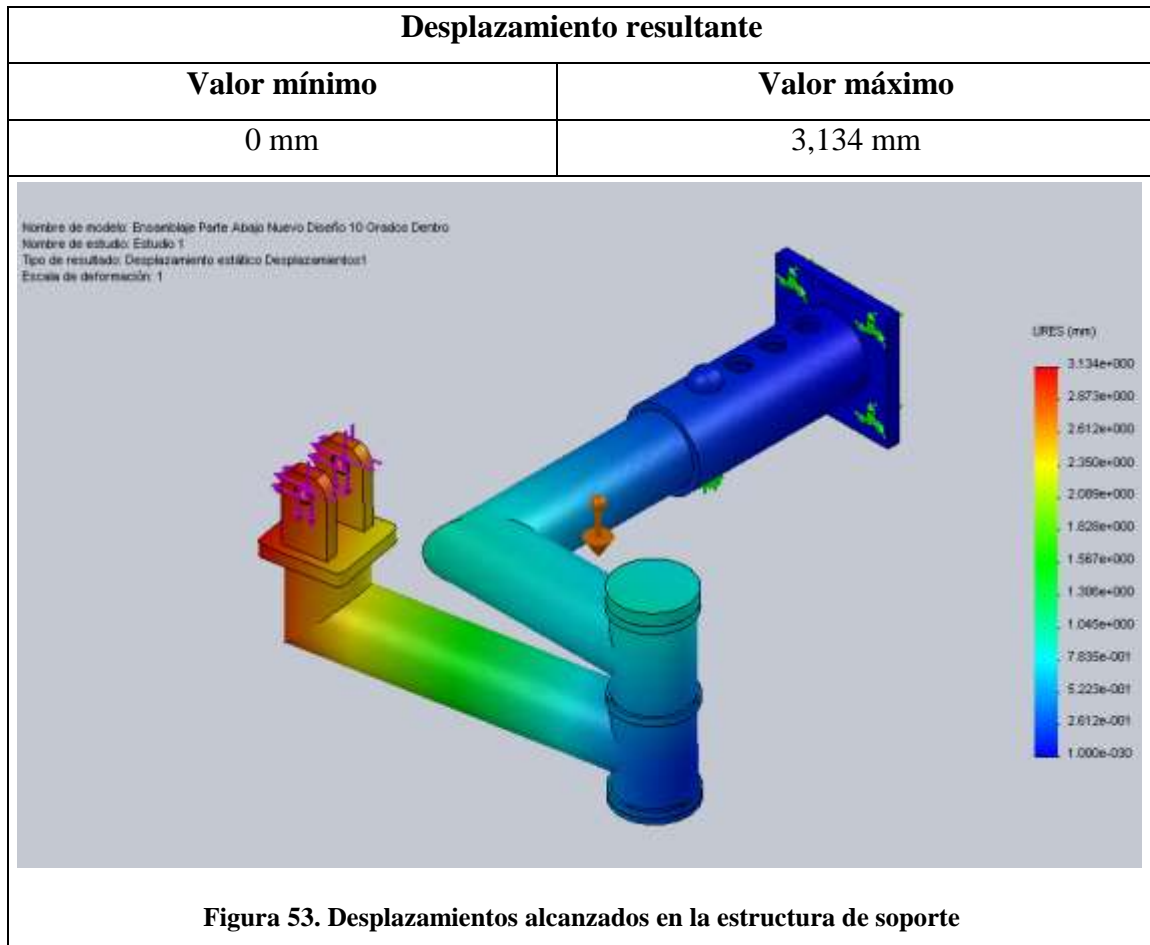 Desplazamiento resultante
Valor mínimo Valor máximo
0 mm 3,134 mm
Nombre de modelo: Ensamblaje Parte Abajo Nuevo Diseño 10 Grados Dentro
Nombre de estudio: Estudio 1
Tipo de resultado: Desplazamiento estático Desplazamientos1
Escala de deformación: 1
URES (mm)
3.134e+000
2.873e+000
2.612e+000
2.350e+000
2.089e+000
1.828e+000
1.567e+000
1.306e+000
1.045e+000
7.835e-001
5.223e-001
2.612e-001
1.000e-030
Figura 53. Desplazamientos alcanzados en la estructura de soporte